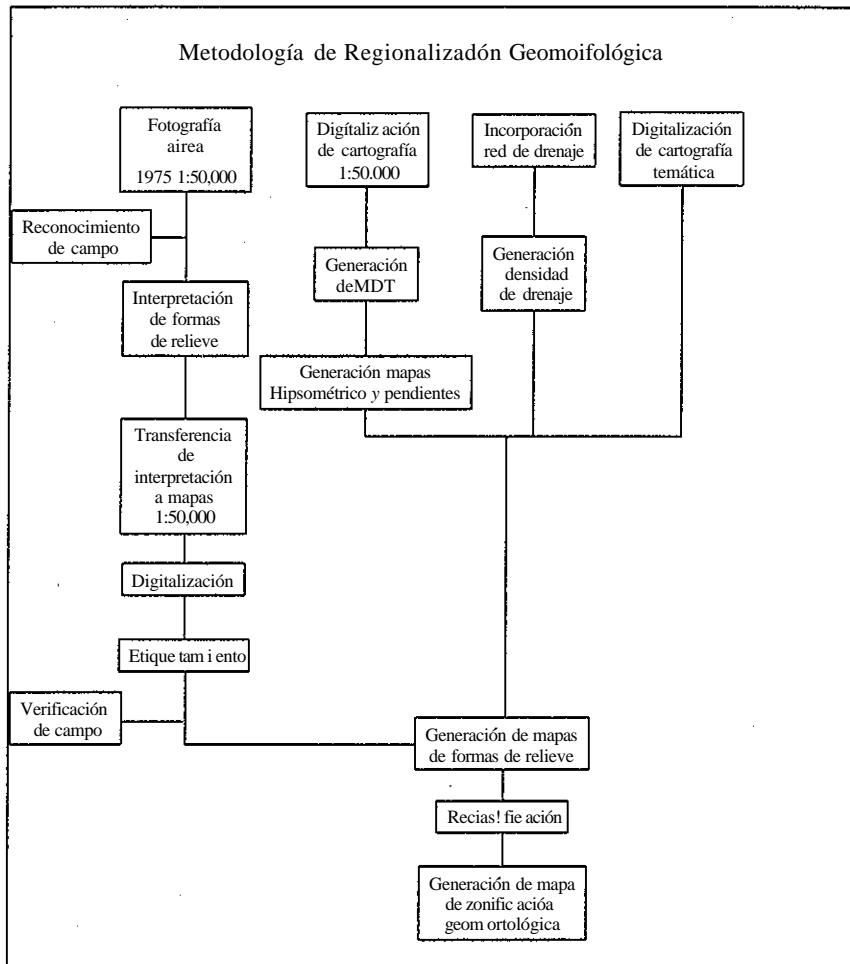 Metodología de Regionalizadón Geomoifológica
Fotografía
airea
1975 1:50,000
Digítaliz ación
de cartografía
1:50.000
Incorporación
red de drenaje
Digitalización
de cartografía
temática
Reconocimiento
de campo
Generación
deMDT
Generación
densidad
de drenaje
Interpretación
de formas
de relieve
Generación mapas
Hipsométrico y pendientes
Transferencia
de
interpretación
a mapas
1:50,000
Digitalización
Etique tam i ento
Verificación
de campo
Generación de mapas
de formas de relieve
Recias! fie ación
Generación de mapa
de zonific acióa
geom ortológica